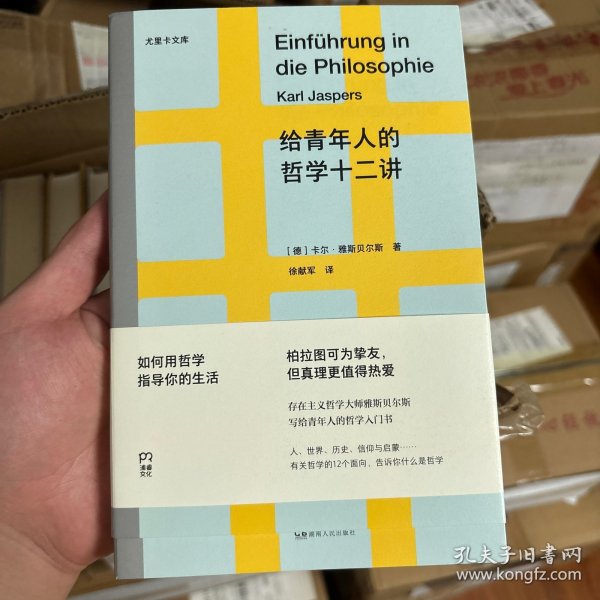 尤里卡文库
Einführung in
die Philosophie
Karl Jaspers
给青年人的
哲学十二讲
[德] 卡尔·雅斯贝尔斯 著
徐献军 译
如何用哲学
指导你的生活
柏拉图可为挚友，
但真理更值得热爱
存在主义哲学大师雅斯贝尔斯
写给青年人的哲学入门书
人、世界、历史、信仰与启蒙……
有关哲学的12个面向，告诉你什么是哲学
浦睿
文化
湖南人民出版社
孔夫子旧书网
www.kongfz.com